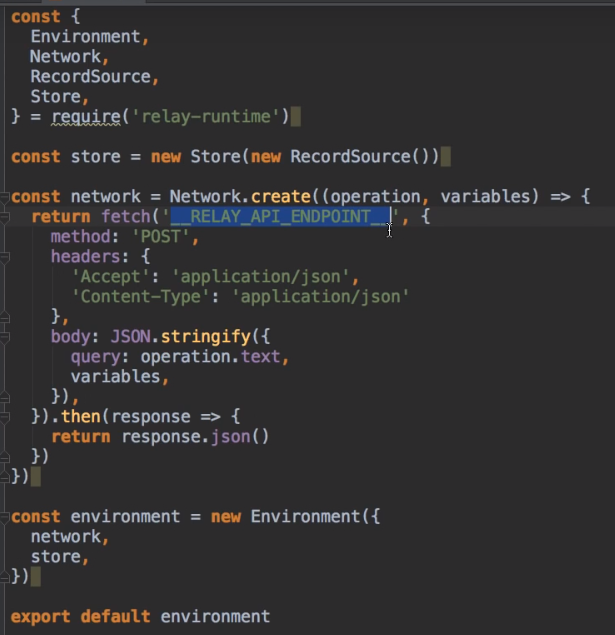 const {
  Environment,
  Network,
  RecordSource,
  Store,
} = require('relay-runtime')
const store = new Store(new RecordSource())
const network = Network.create((operation, variables) => {
  return fetch('__RELAY_API_ENDPOINT__', {
    method: 'POST',
    headers: {
      'Accept': 'application/json',
      'Content-Type': 'application/json'
    },
    body: JSON.stringify({
      query: operation.text,
      variables,
    }),
  }).then(response => {
    return response.json()
  })
})
const environment = new Environment({
  network,
  store,
})
export default environment